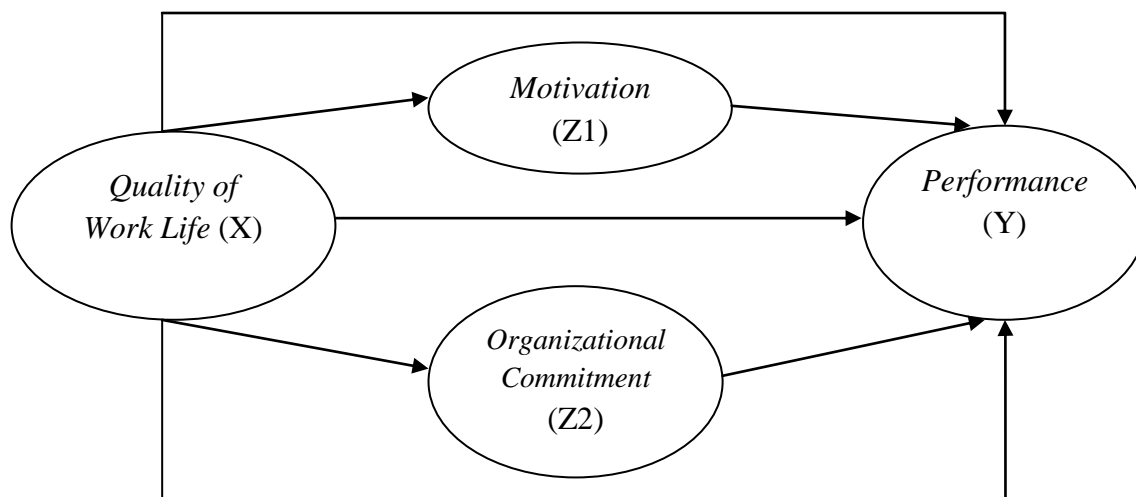 Motivation
(Z1)
Quality of
Work Life (X)
Performance
(Y)
Organizational
Commitment
(Z2)